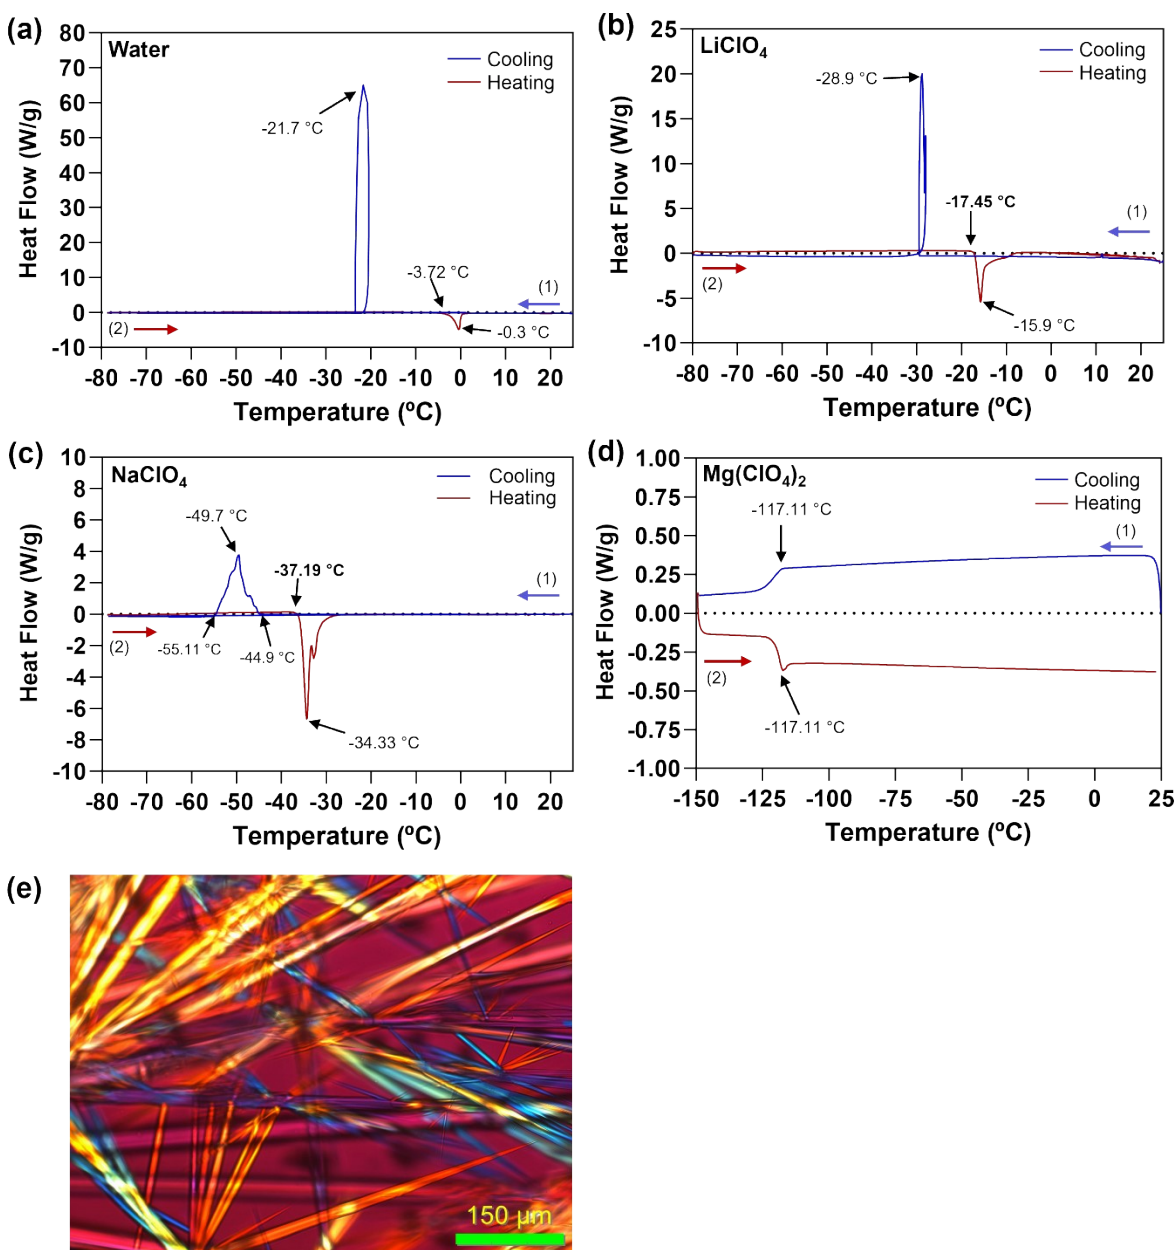 (a)
Water
Cooling
Heating
80
70
60
50
40
30
20
10
0
-10
Heat Flow (W/g)
-21.7 °C
-3.72 °C
-0.3 °C
(1)
(2)
-80 -70 -60 -50 -40 -30 -20 -10 0 10 20
Temperature (ºC)
(b)
LiClO4
Cooling
Heating
25
20
15
10
5
0
-5
-10
Heat Flow (W/g)
-28.9 °C
-17.45 °C
-15.9 °C
(1)
(2)
-80 -70 -60 -50 -40 -30 -20 -10 0 10 20
Temperature (ºC)
(c)
NaClO4
Cooling
Heating
10
8
6
4
2
0
-2
-4
-6
-8
-10
Heat Flow (W/g)
-49.7 °C
-37.19 °C
-55.11 °C
-44.9 °C
-34.33 °C
(1)
(2)
-80 -70 -60 -50 -40 -30 -20 -10 0 10 20
Temperature (ºC)
(d)
Mg(ClO4)2
Cooling
Heating
1.00
0.75
0.50
0.25
0.00
-0.25
-0.50
-0.75
-1.00
Heat Flow (W/g)
-117.11 °C
-117.11 °C
(1)
(2)
-150 -125 -100 -75 -50 -25 0 25
Temperature (ºC)
(e)
150 µm